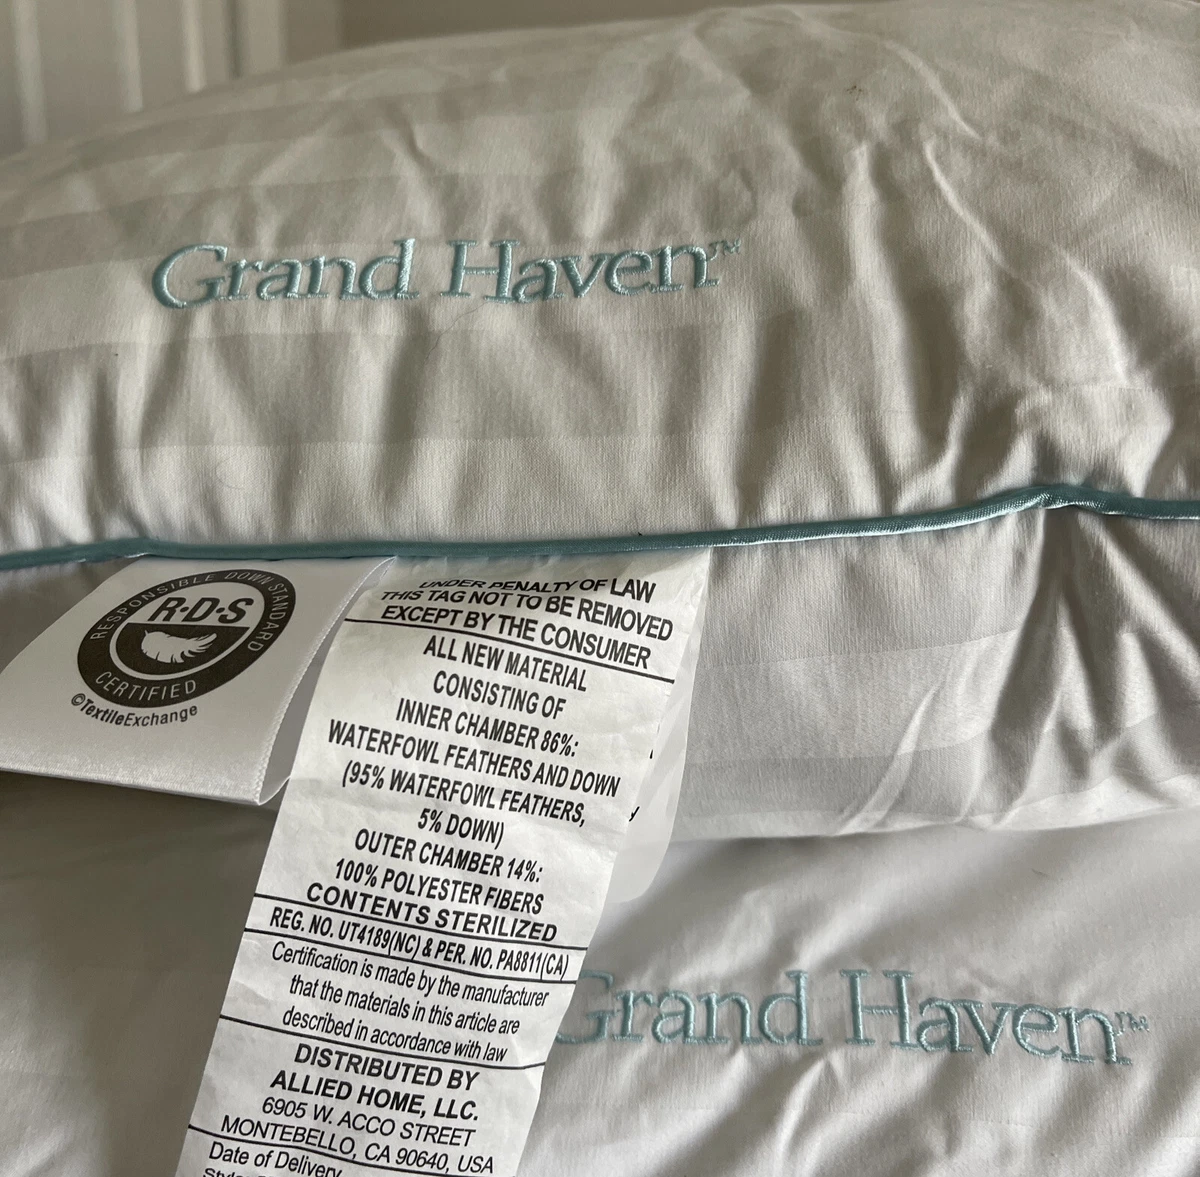 Grand Haven™
RESPONSIBLE DOWN STANDARD
R·D·S
CERTIFIED
©TextileExchange
UNDER PENALTY OF LAW
THIS TAG NOT TO BE REMOVED
EXCEPT BY THE CONSUMER
ALL NEW MATERIAL
CONSISTING OF
INNER CHAMBER 86%:
WATERFOWL FEATHERS AND DOWN
(95% WATERFOWL FEATHERS,
5% DOWN)
OUTER CHAMBER 14%:
100% POLYESTER FIBERS
CONTENTS STERILIZED
REG. NO. UT4189(NC) & PER. NO. PA8811(CA)
Certification is made by the manufacturer
that the materials in this article are
described in accordance with law
DISTRIBUTED BY
ALLIED HOME, LLC.
6905 W. ACCO STREET
MONTEBELLO, CA 90640, USA
Date of Delivery
Grand Haven™